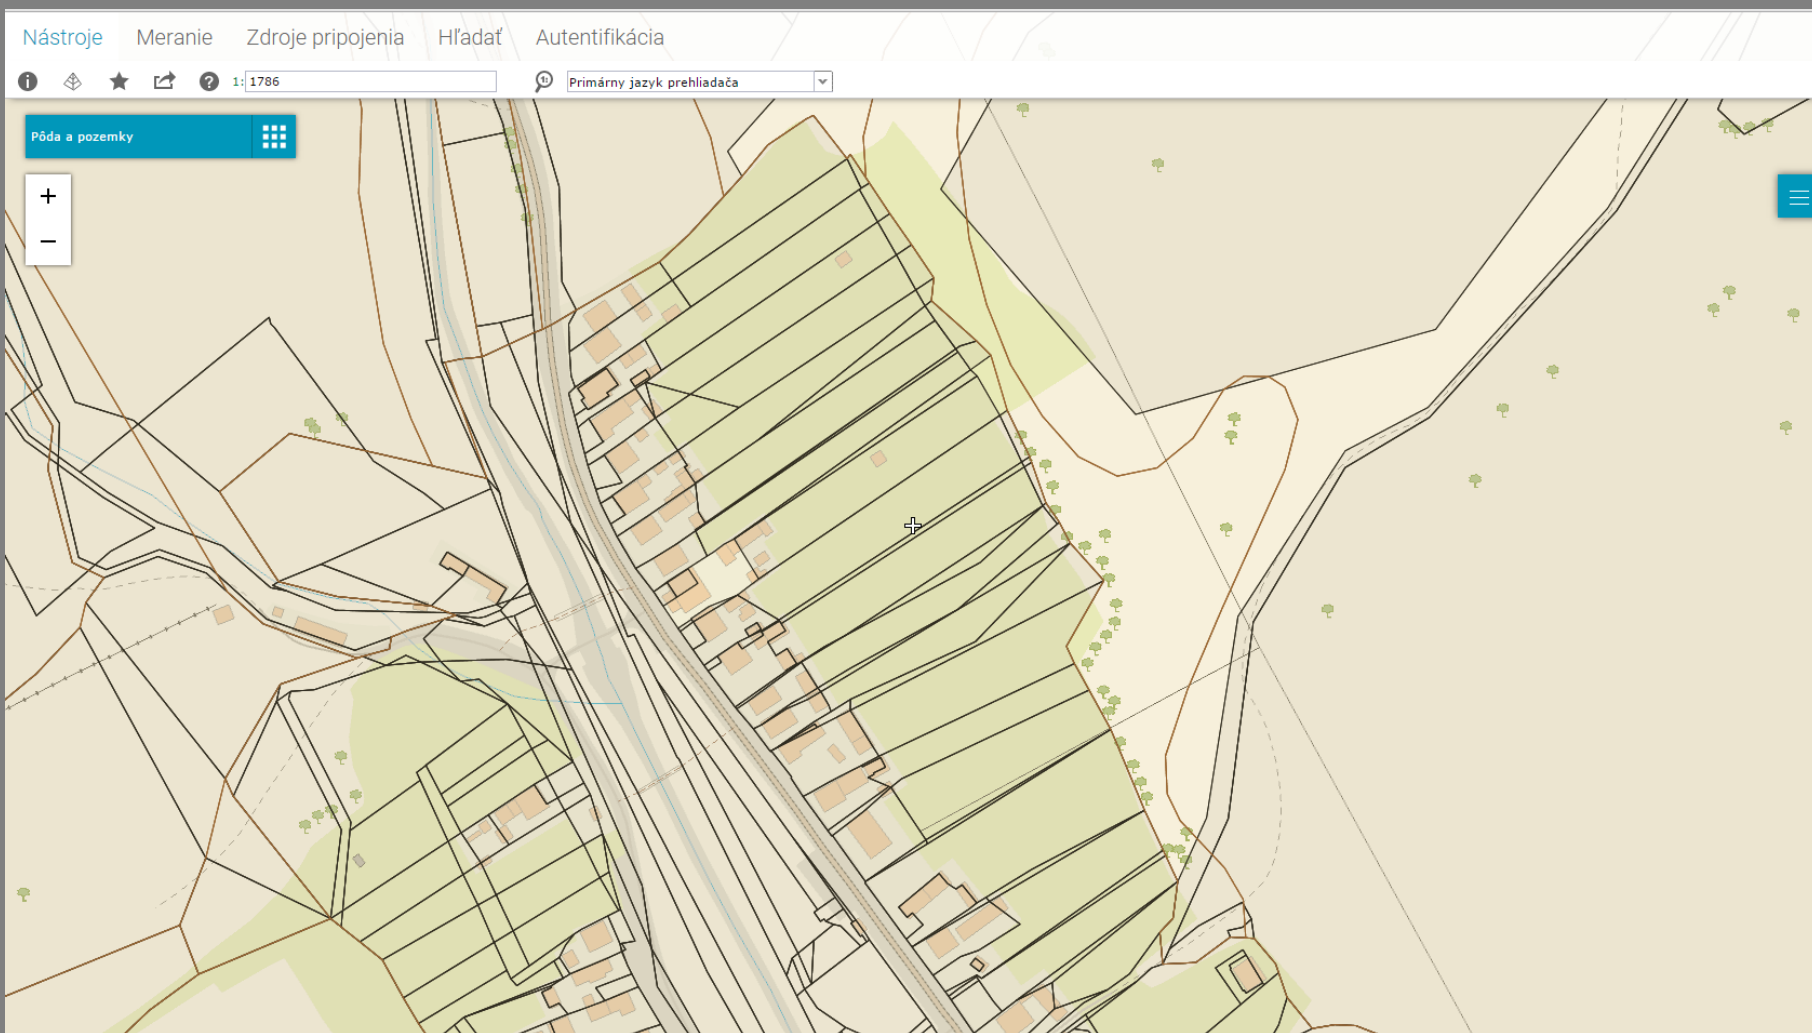 Nástroje Meranie Zdroje pripojenia Hľadať Autentifikácia
1: 1786 Primárny jazyk prehliadača
Pôda a pozemky
+
−